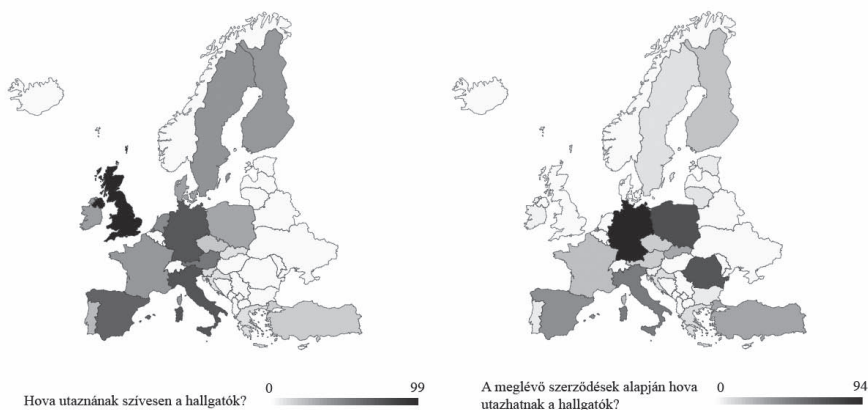 Hova utaznának szívesen a hallgatók?
0
99
A meglévő szerződések alapján hova
utazhatnak a hallgatók?
0
94